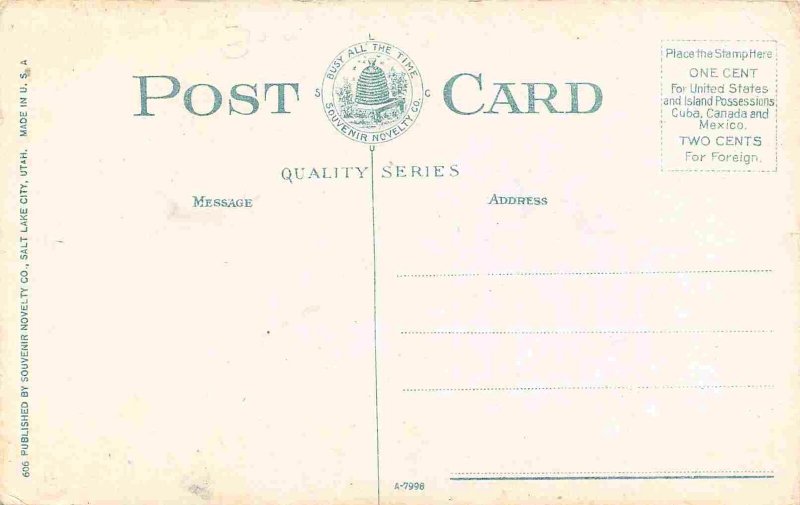 POST CARD
BUSY ALL THE TIME
SOUVENIR NOVELTY CO.
S L C U
QUALITY SERIES
MESSAGE
ADDRESS
Place the Stamp Here
ONE CENT
For United States
and Island Possessions,
Cuba, Canada and
Mexico.
TWO CENTS
For Foreign.
606 PUBLISHED BY SOUVENIR NOVELTY CO., SALT LAKE CITY, UTAH. MADE IN U. S. A
A-7998